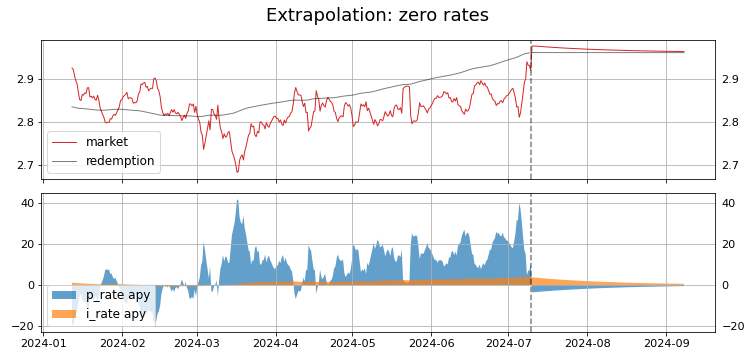 Extrapolation: zero rates
2.9 2.9
2.8 2.8
2.7 2.7
market
redemption
40 40
20 20
0 0
−20 −20
p_rate apy
i_rate apy
2024-01 2024-02 2024-03 2024-04 2024-05 2024-06 2024-07 2024-08 2024-09